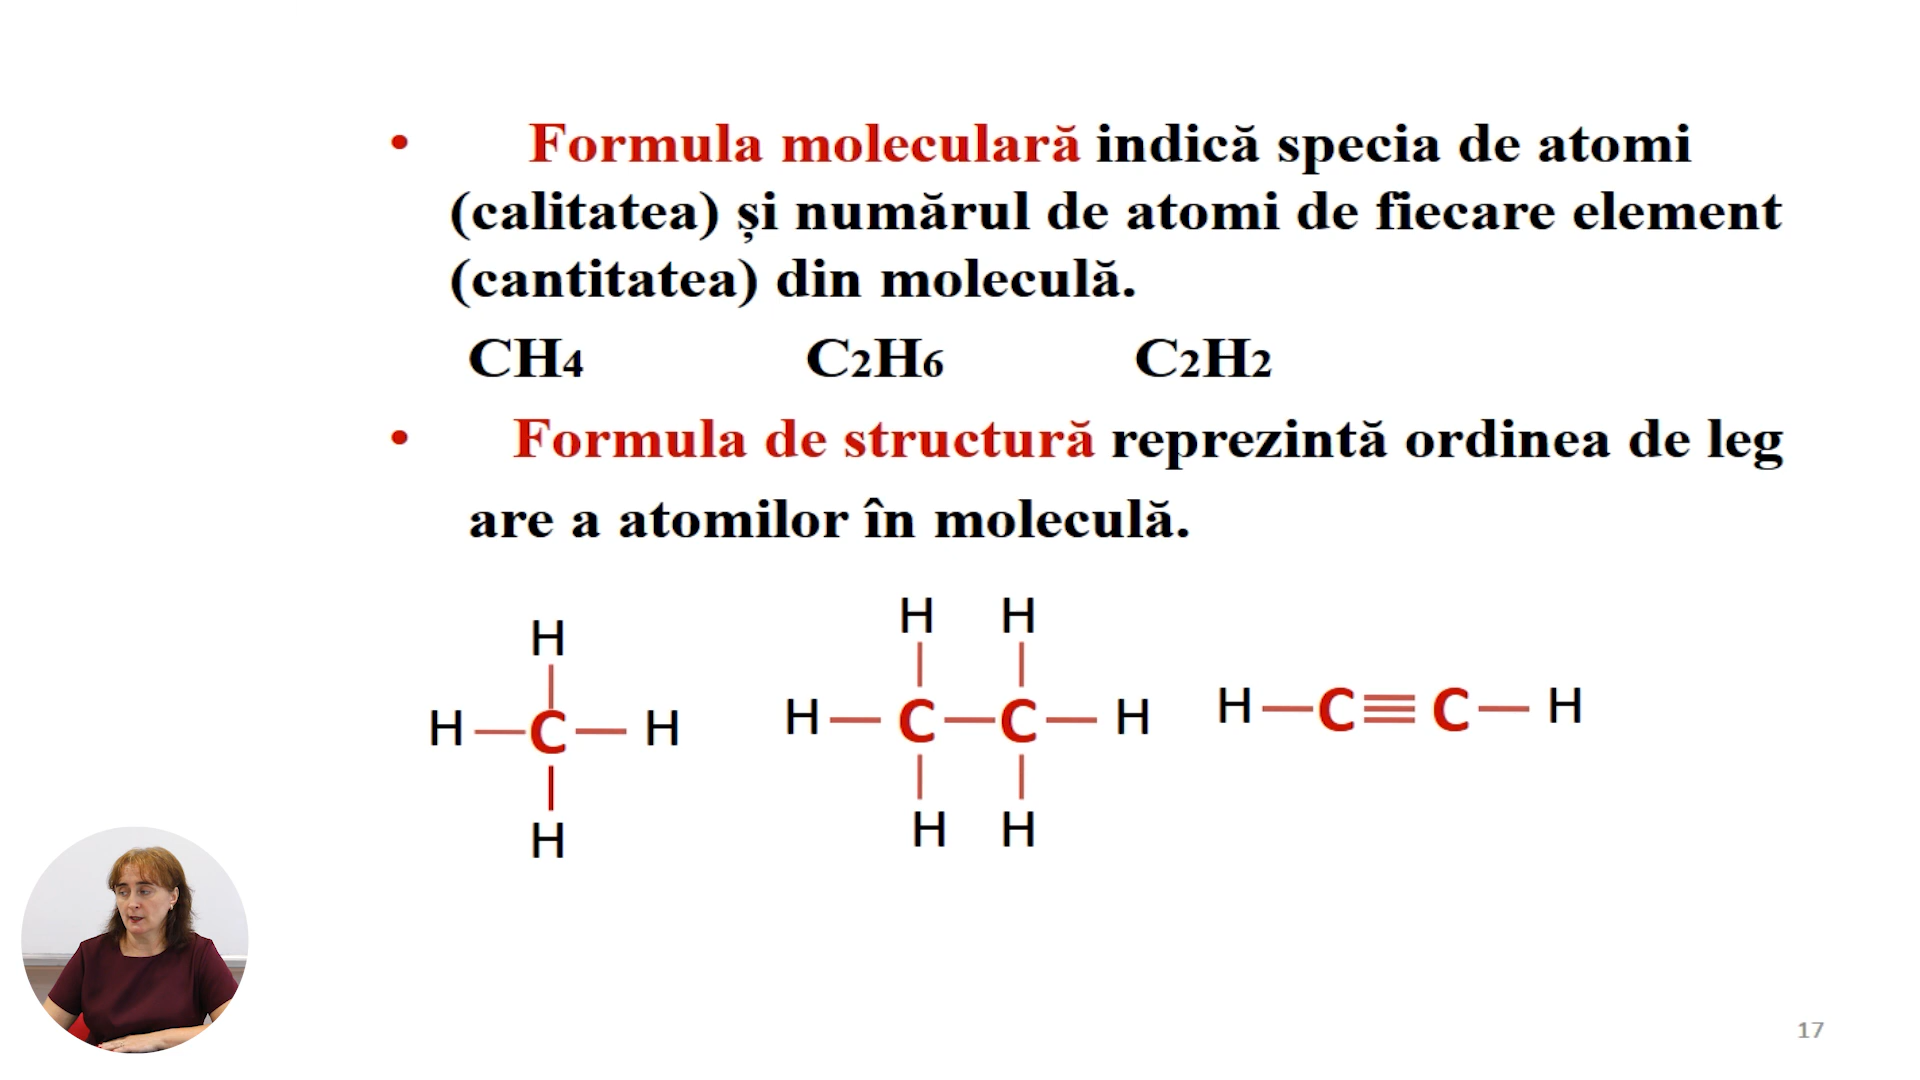 • Formula moleculară indică specia de atomi
(calitatea) și numărul de atomi de fiecare element
(cantitatea) din moleculă.
CH4 C2H6 C2H2
• Formula de structură reprezintă ordinea de leg
are a atomilor în moleculă.
H H H
H
H—C—C—H H—C≡C—H
H—C—H
H H
H
17